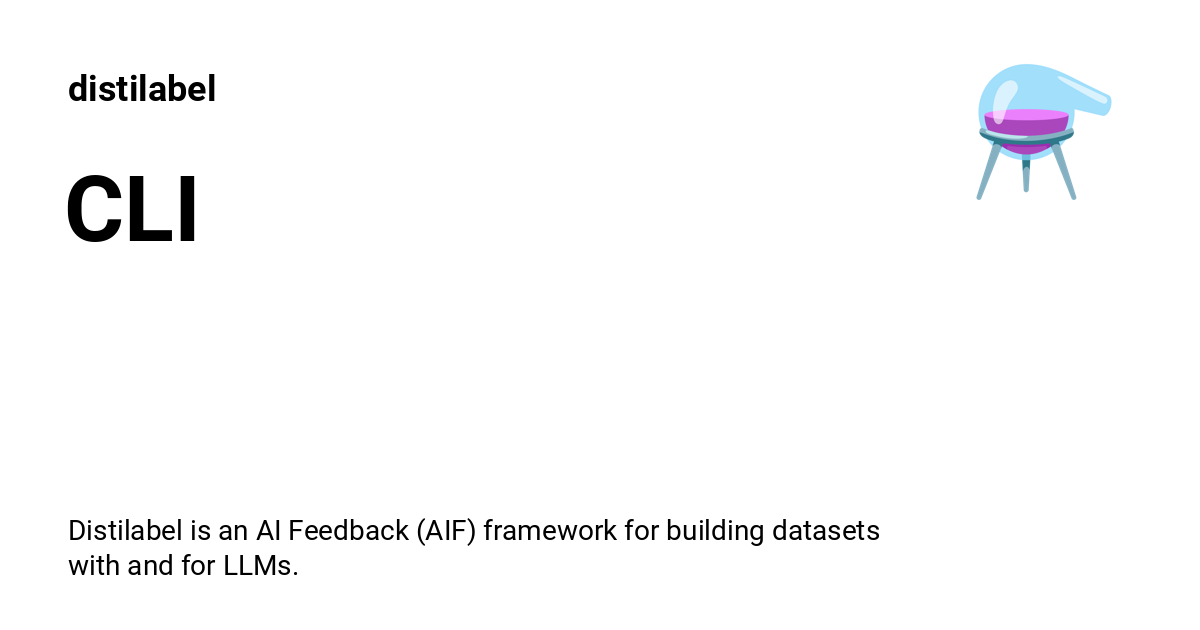 distilabel
CLI
Distilabel is an AI Feedback (AIF) framework for building datasets
with and for LLMs.